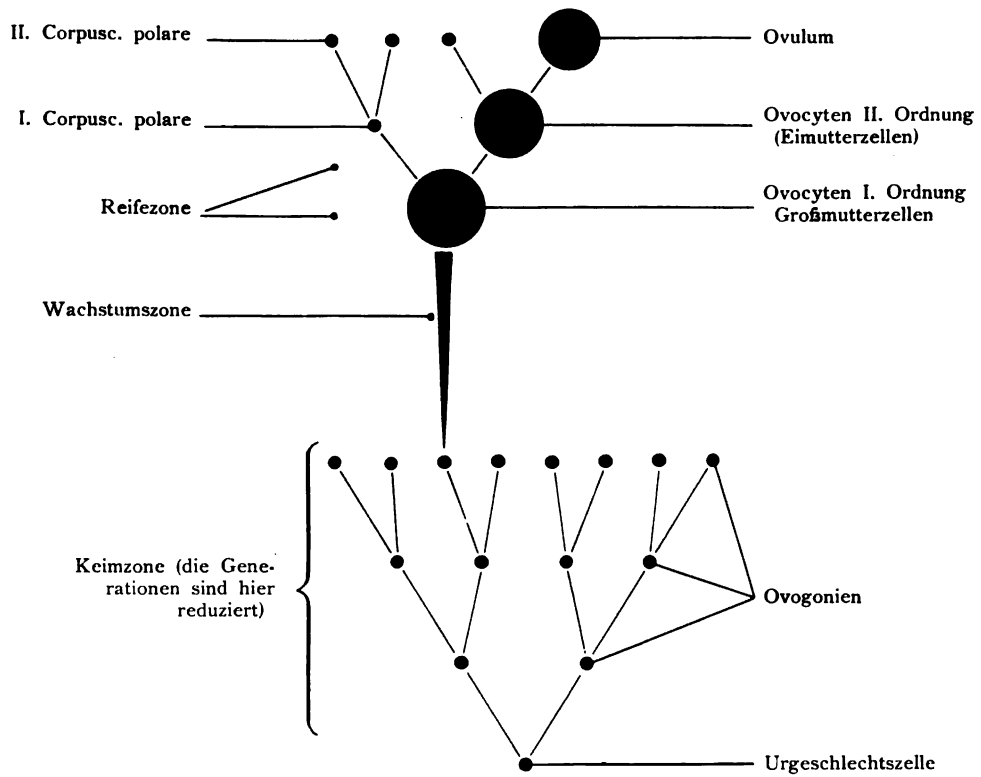 II. Corpusc. polare
Ovulum
I. Corpusc. polare
Ovocyten II. Ordnung
(Eimutterzellen)
Reifezone
Ovocyten I. Ordnung
Großmutterzellen
Wachstumszone
Keimzone (die Gene-
rationen sind hier
reduziert)
Ovogonien
Urgeschlechtszelle